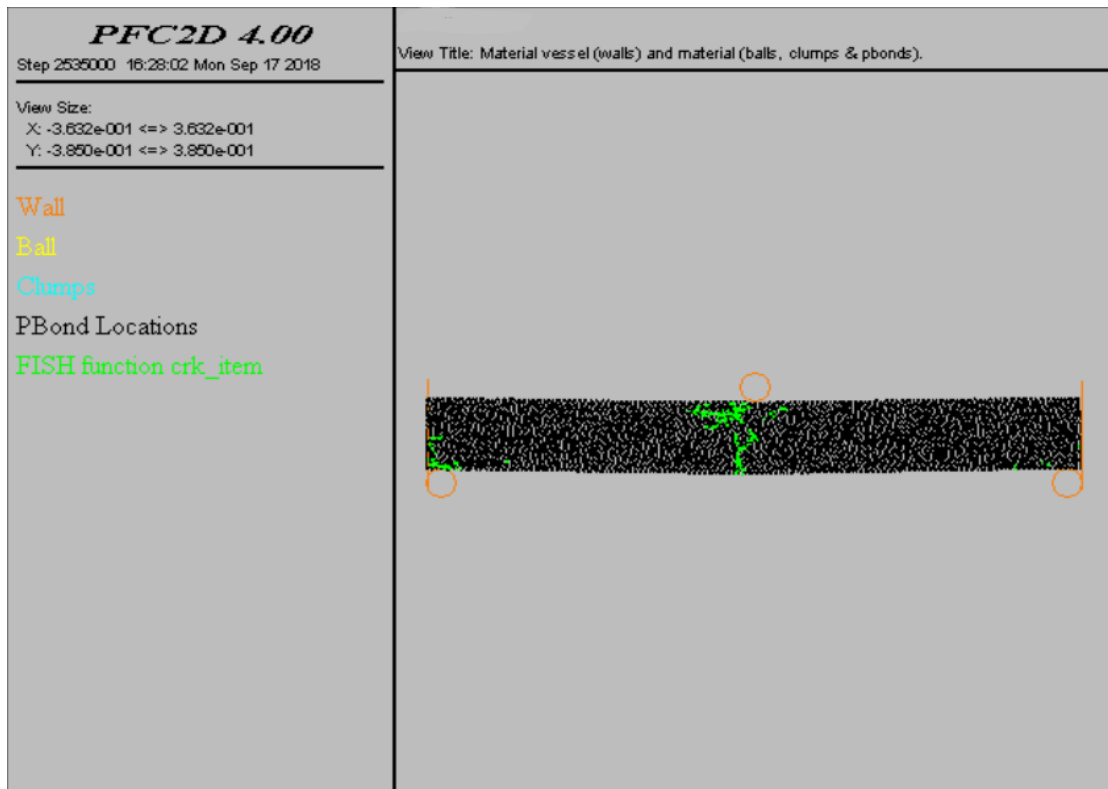 PFC2D 4.00
Step 2535000 16:28:02 Mon Sep 17 2018
View Size:
X: -3.632e-001 <=> 3.632e-001
Y: -3.850e-001 <=> 3.850e-001
Wall
Ball
Clumps
PBond Locations
FISH function crk_item
View Title: Material vessel (walls) and material (balls, clumps & pbonds).